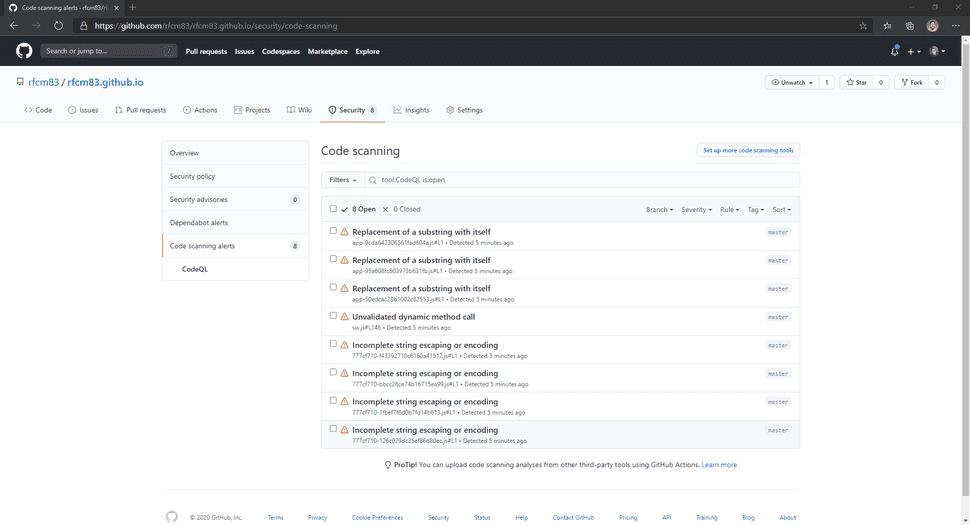 Code scanning alerts - rfcm83/rf
https://github.com/rfcm83/rfcm83.github.io/security/code-scanning
Search or jump to... / Pull requests Issues Codespaces Marketplace Explore
rfcm83 / rfcm83.github.io Unwatch 1 Star 0 Fork 0
Code Issues Pull requests Actions Projects Wiki Security 8 Insights Settings
Overview
Security policy
Security advisories 0
Dependabot alerts
Code scanning alerts 8
CodeQL
Code scanning Set up more code scanning tools
Filters tool:CodeQL is:open
8 Open 0 Closed Branch Severity Rule Tag Sort
Replacement of a substring with itself master
app-9cda642306561fad604a.js#L1 • Detected 5 minutes ago
Replacement of a substring with itself master
app-95a608fc803973b631fb.js#L1 • Detected 5 minutes ago
Replacement of a substring with itself master
app-50edcac28b1002c82553.js#L1 • Detected 5 minutes ago
Unvalidated dynamic method call master
sw.js#L146 • Detected 5 minutes ago
Incomplete string escaping or encoding master
777cf710-f43392710c6160a41512.js#L1 • Detected 5 minutes ago
Incomplete string escaping or encoding master
777cf710-bbcc26ce74b16715ea99.js#L1 • Detected 5 minutes ago
Incomplete string escaping or encoding master
777cf710-1fbef7f6d0b7fd14b613.js#L1 • Detected 5 minutes ago
Incomplete string escaping or encoding master
777cf710-126c029dc25ef86d80ec.js#L1 • Detected 5 minutes ago
ProTip! You can upload code scanning analyses from other third-party tools using GitHub Actions. Learn more
© 2020 GitHub, Inc. Terms Privacy Cookie Preferences Security Status Help Contact GitHub Pricing API Training Blog About